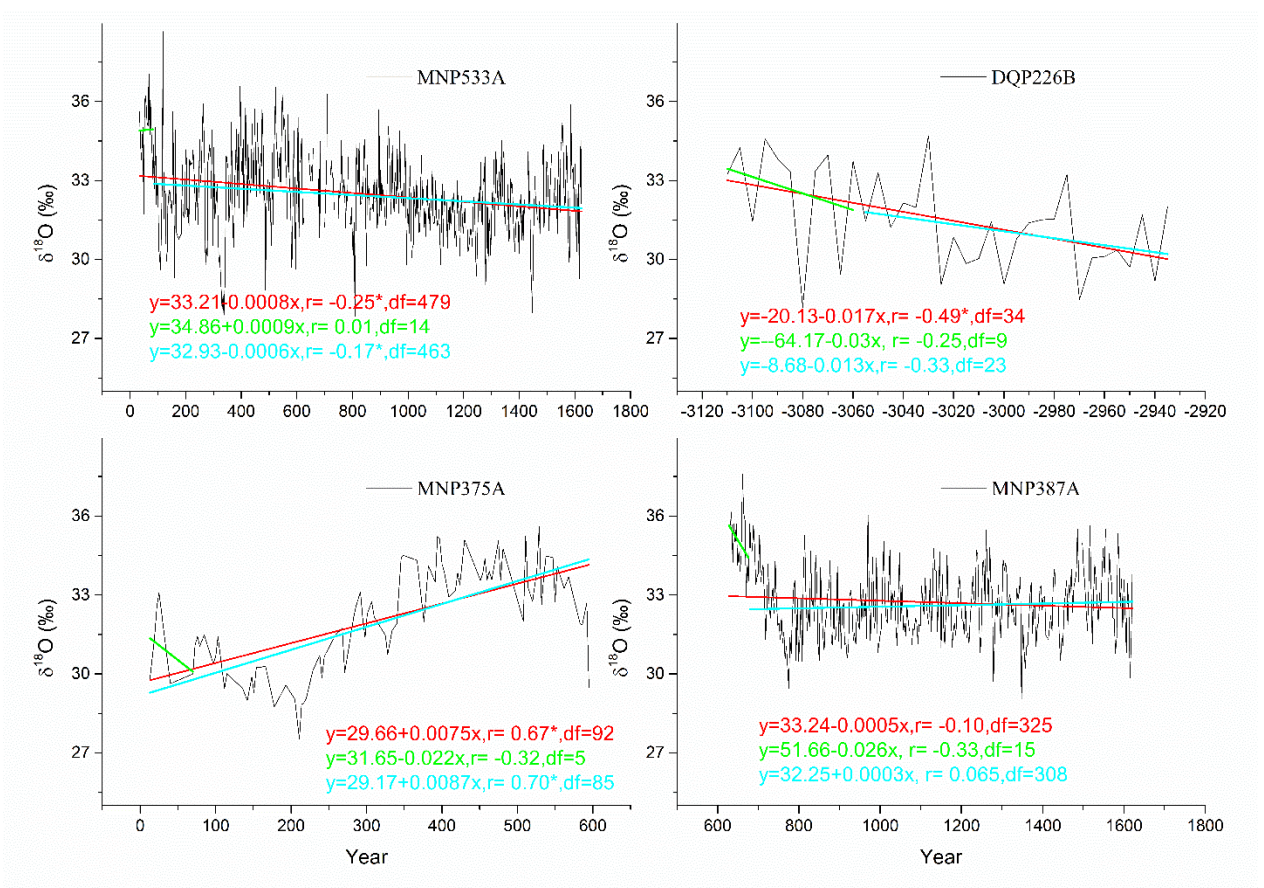 MNP533A
36
33
30
27
δ18O (‰)
y=33.21-0.0008x,r= -0.25*,df=479
y=34.86+0.0009x,r= 0.01,df=14
y=32.93-0.0006x,r= -0.17*,df=463
0 200 400 600 800 1000 1200 1400 1600 1800
DQP226B
36
33
30
27
δ18O (‰)
y=-20.13-0.017x,r= -0.49*,df=34
y=--64.17-0.03x, r= -0.25,df=9
y=-8.68-0.013x,r= -0.33,df=23
-3120 -3100 -3080 -3060 -3040 -3020 -3000 -2980 -2960 -2940 -2920
MNP375A
36
33
30
27
δ18O (‰)
y=29.66+0.0075x,r= 0.67*,df=92
y=31.65-0.022x,r= -0.32,df=5
y=29.17+0.0087x,r= 0.70*,df=85
0 100 200 300 400 500 600
Year
MNP387A
36
33
30
27
δ18O (‰)
y=33.24-0.0005x,r= -0.10,df=325
y=51.66-0.026x, r= -0.33,df=15
y=32.25+0.0003x, r= 0.065,df=308
600 800 1000 1200 1400 1600 1800
Year